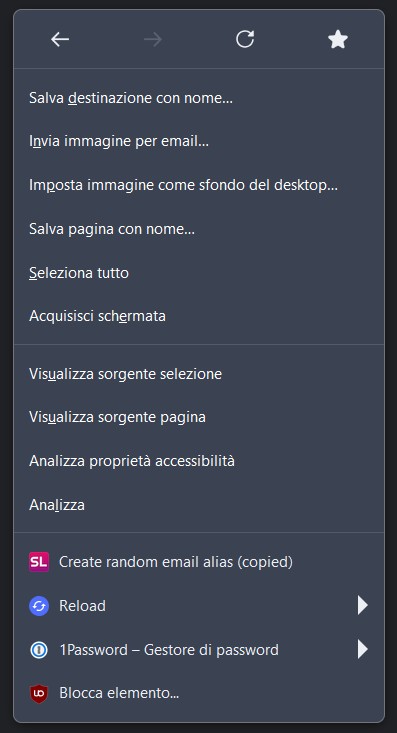 Salva destinazione con nome...
Invia immagine per email...
Imposta immagine come sfondo del desktop...
Salva pagina con nome...
Seleziona tutto
Acquisisci schermata
Visualizza sorgente selezione
Visualizza sorgente pagina
Analizza proprietà accessibilità
Analizza
SL Create random email alias (copied)
Reload
1Password – Gestore di password
uO Blocca elemento...